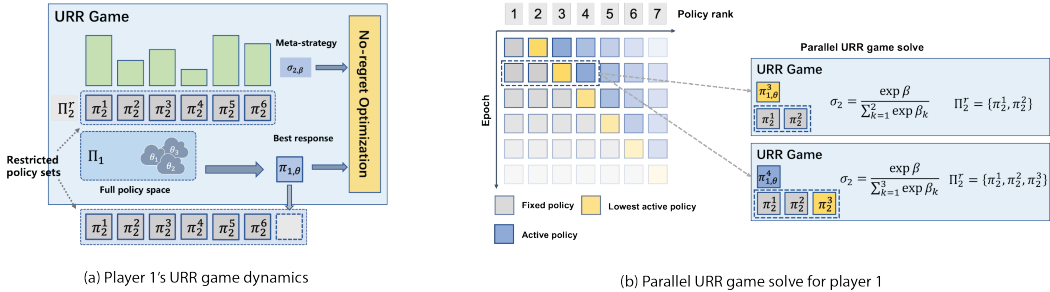 URR Game
Meta-strategy
σ₂,β
Π₂ʳ
π₂¹ π₂² π₂³ π₂⁴ π₂⁵ π₂⁶
Π₁
θ₁ θ₃ θ₂
Full policy space
Best response
π₁,θ
No-regret Optimization
Restricted
policy sets
π₂¹ π₂² π₂³ π₂⁴ π₂⁵ π₂⁶
(a) Player 1's URR game dynamics
1 2 3 4 5 6 7 Policy rank
Epoch
Fixed policy
Lowest active policy
Active policy
Parallel URR game solve
URR Game
π³₁,θ
π₂¹ π₂²
σ₂ = exp β / ∑²ₖ₌₁ exp βₖ
Π₂ʳ = {π₂¹, π₂²}
URR Game
π⁴₁,θ
π₂¹ π₂² π₂³
σ₂ = exp β / ∑³ₖ₌₁ exp βₖ
Π₂ʳ = {π₂¹, π₂², π₂²}
(b) Parallel URR game solve for player 1